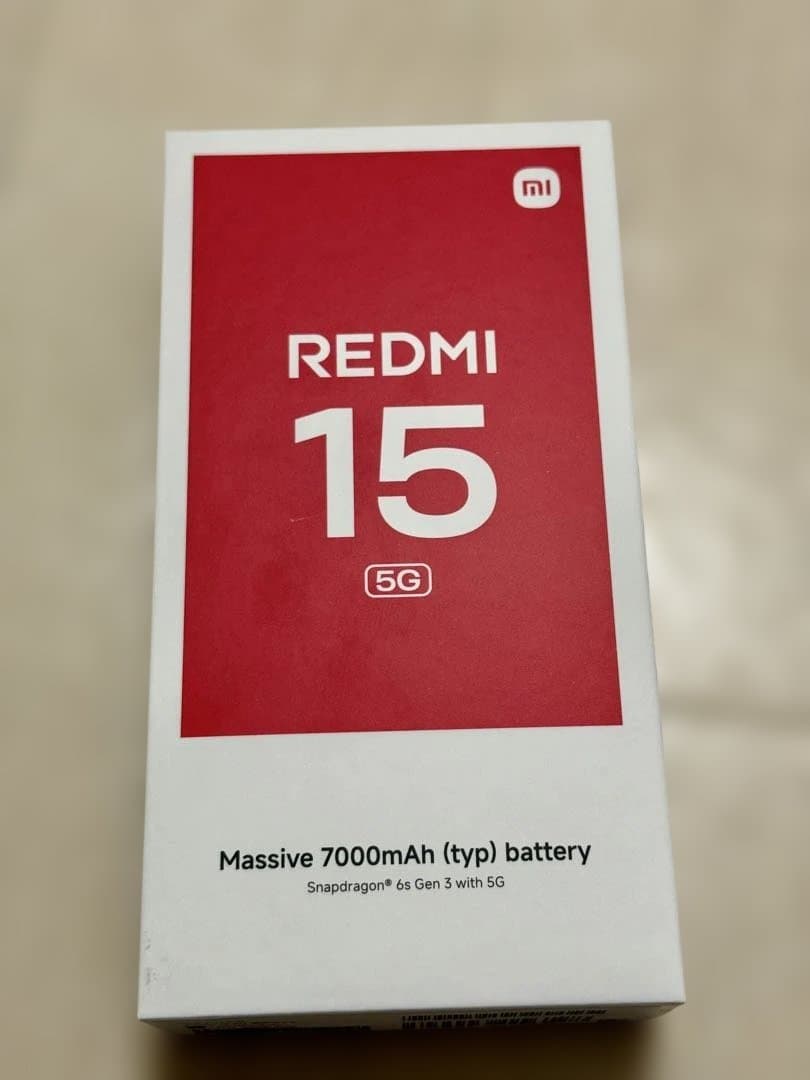 mi
REDMI
15
5G
Massive 7000mAh (typ) battery
Snapdragon® 6s Gen 3 with 5G